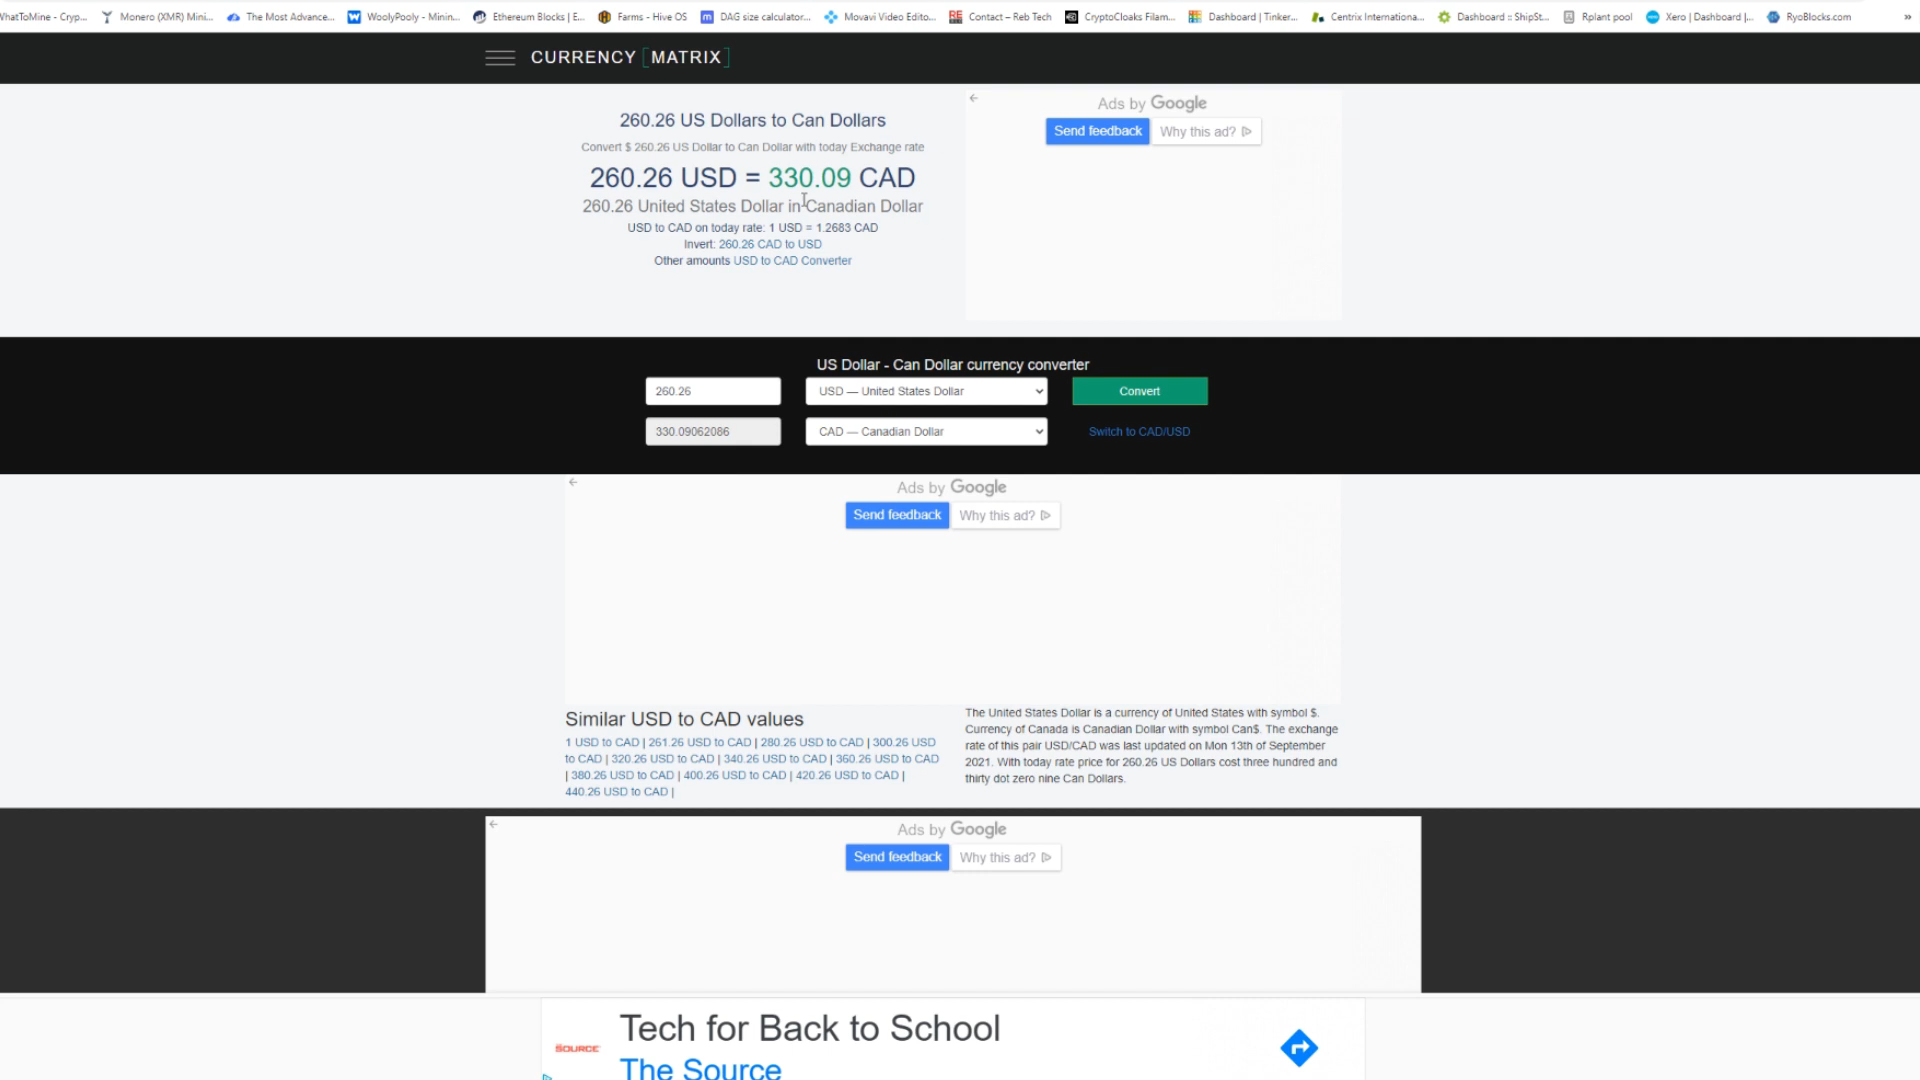 WhatToMine - Cryp... Monero (XMR) Mini... The Most Advance... WoolyPooly - Minin... Ethereum Blocks | E... Farms - Hive OS DAG size calculator... Movavi Video Edito... Contact – Reb Tech CryptoCloaks Filam... Dashboard | Tinker... Centrix Internationa... Dashboard :: ShipSt... Rplant pool Xero | Dashboard |... RyoBlocks.com »
CURRENCY [MATRIX]
260.26 US Dollars to Can Dollars
Convert $ 260.26 US Dollar to Can Dollar with today Exchange rate
260.26 USD = 330.09 CAD
260.26 United States Dollar in Canadian Dollar
USD to CAD on today rate: 1 USD = 1.2683 CAD
Invert: 260.26 CAD to USD
Other amounts USD to CAD Converter
Ads by Google
Send feedback Why this ad?
US Dollar - Can Dollar currency converter
260.26 USD — United States Dollar Convert
330.09062086 CAD — Canadian Dollar Switch to CAD/USD
Ads by Google
Send feedback Why this ad?
Similar USD to CAD values
1 USD to CAD | 261.26 USD to CAD | 280.26 USD to CAD | 300.26 USD
to CAD | 320.26 USD to CAD | 340.26 USD to CAD | 360.26 USD to CAD
| 380.26 USD to CAD | 400.26 USD to CAD | 420.26 USD to CAD |
440.26 USD to CAD |
The United States Dollar is a currency of United States with symbol $.
Currency of Canada is Canadian Dollar with symbol Can$. The exchange
rate of this pair USD/CAD was last updated on Mon 13th of September
2021. With today rate price for 260.26 US Dollars cost three hundred and
thirty dot zero nine Can Dollars.
Ads by Google
Send feedback Why this ad?
THE SOURCE
Tech for Back to School
The Source